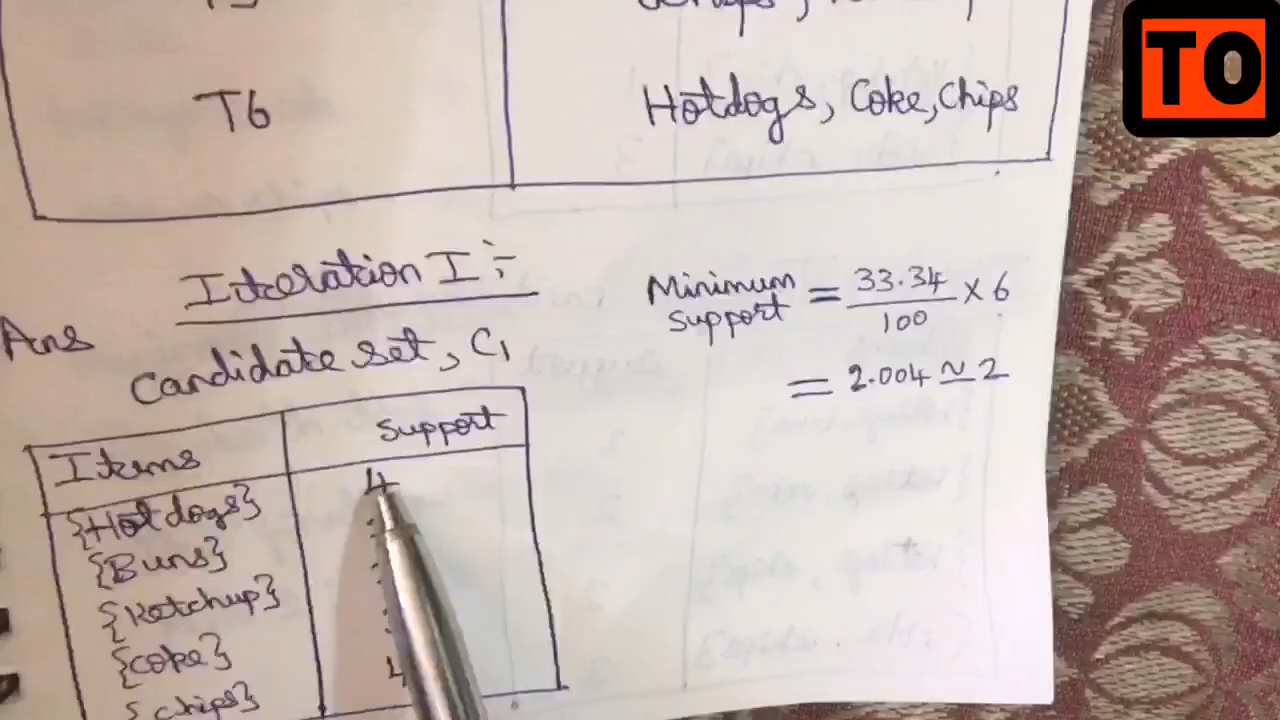 TO
T6 Hotdogs, Coke, Chips
Iteration I :-
Minimum support = 33.34/100 × 6
= 2.004 ≃ 2
Ans
Candidate set, C1
Items Support
{Hotdogs} 4
{Buns}
{Ketchup}
{Coke}
{Chips} 4